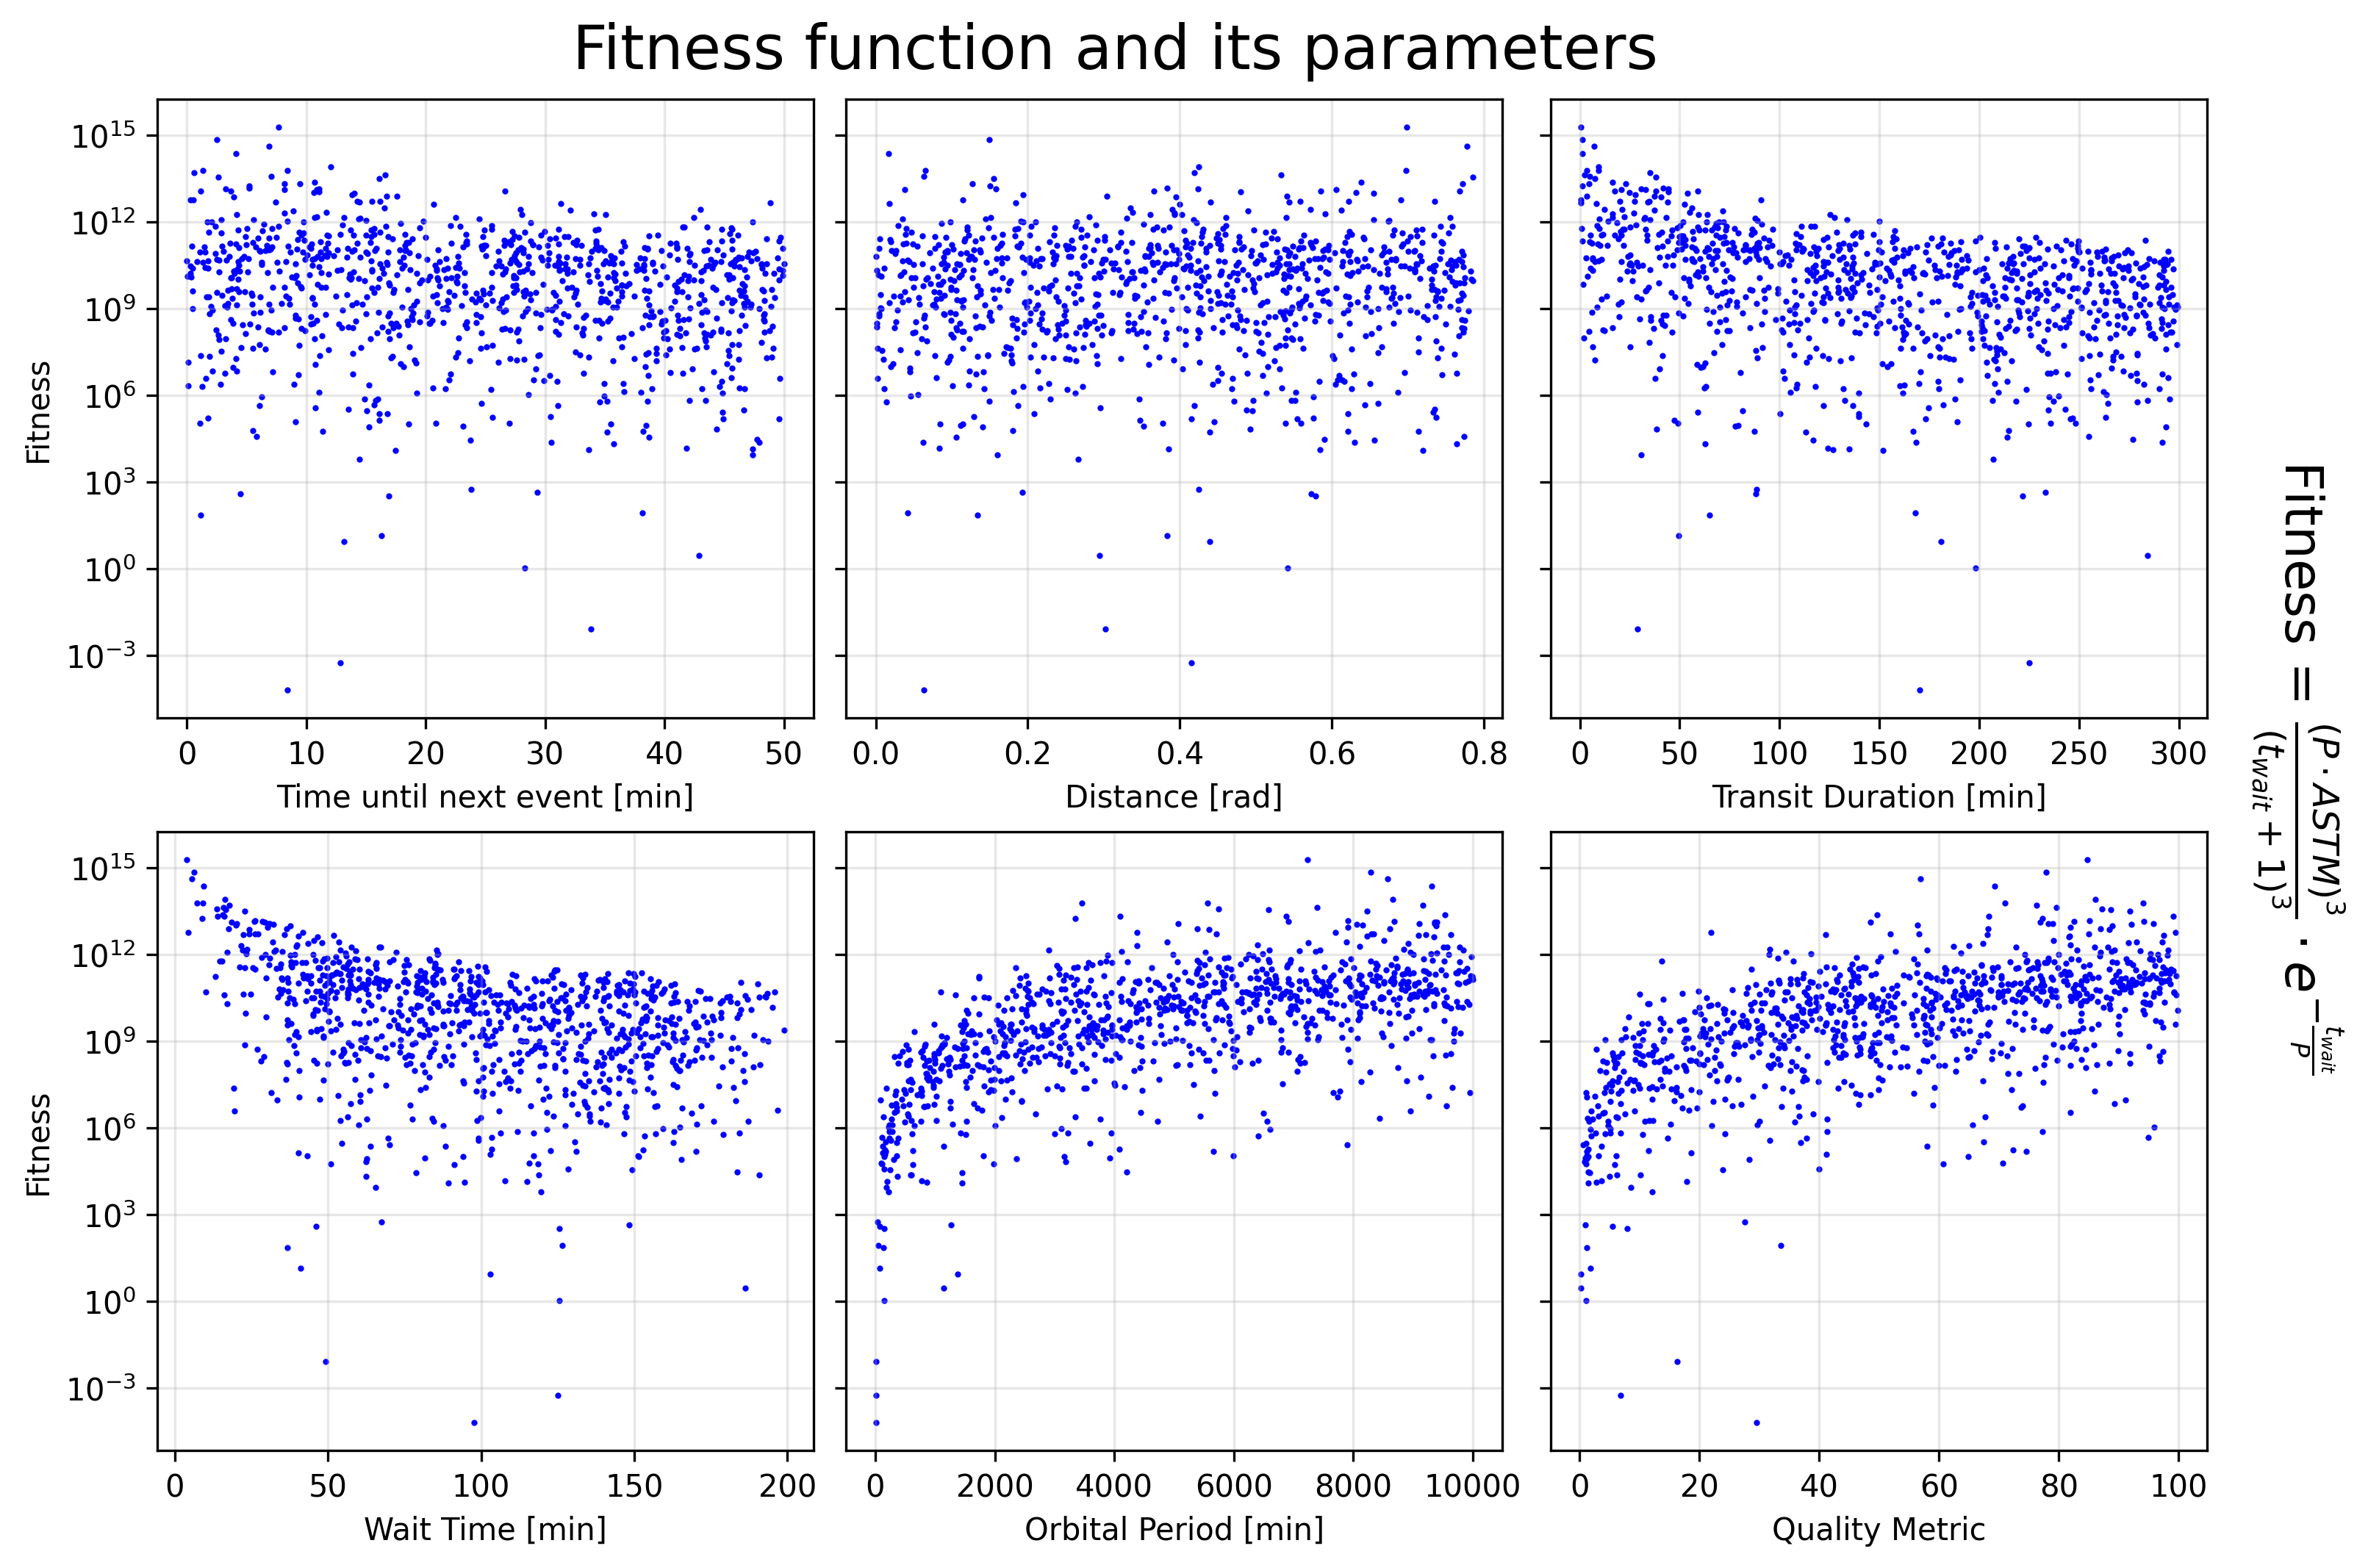 Fitness function and its parameters
Fitness
10^15
10^12
10^9
10^6
10^3
10^0
10^−3
0 10 20 30 40 50
Time until next event [min]
0.0 0.2 0.4 0.6 0.8
Distance [rad]
0 50 100 150 200 250 300
Transit Duration [min]
Fitness
10^15
10^12
10^9
10^6
10^3
10^0
10^−3
0 50 100 150 200
Wait Time [min]
0 2000 4000 6000 8000 10000
Orbital Period [min]
0 20 40 60 80 100
Quality Metric
Fitness = (P · ASTM)^3 / (t_wait + 1)^3 · e^(−t_wait / P)